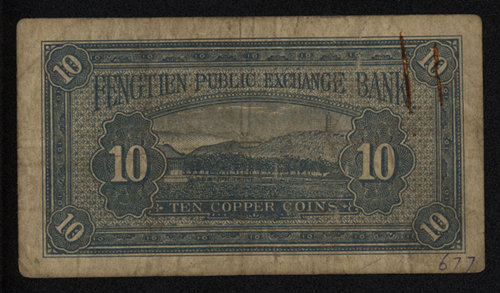 10 10
FENGTIEN PUBLIC EXCHANGE BANK
10 10
TEN COPPER COINS
10 10
677